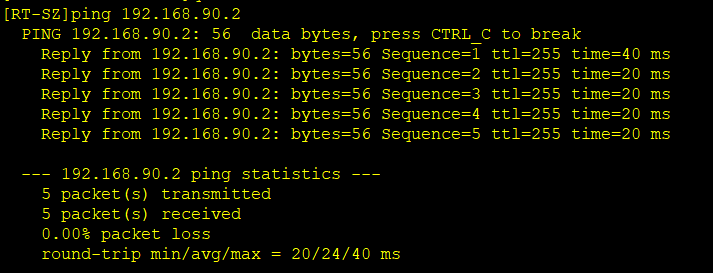 [RT-SZ]ping 192.168.90.2
PING 192.168.90.2: 56  data bytes, press CTRL_C to break
Reply from 192.168.90.2: bytes=56 Sequence=1 ttl=255 time=40 ms
Reply from 192.168.90.2: bytes=56 Sequence=2 ttl=255 time=20 ms
Reply from 192.168.90.2: bytes=56 Sequence=3 ttl=255 time=20 ms
Reply from 192.168.90.2: bytes=56 Sequence=4 ttl=255 time=20 ms
Reply from 192.168.90.2: bytes=56 Sequence=5 ttl=255 time=20 ms
--- 192.168.90.2 ping statistics ---
5 packet(s) transmitted
5 packet(s) received
0.00% packet loss
round-trip min/avg/max = 20/24/40 ms